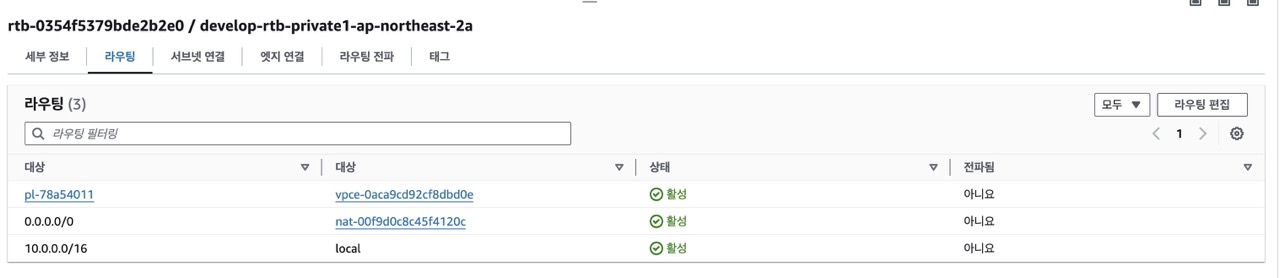 rtb-0354f5379bde2b2e0 / develop-rtb-private1-ap-northeast-2a
세부 정보 라우팅 서브넷 연결 엣지 연결 라우팅 전파 태그
라우팅 (3) 모두 라우팅 편집
라우팅 필터링 1
대상 대상 상태 전파됨
pl-78a54011 vpce-0aca9cd92cf8dbd0e 활성 아니요
0.0.0.0/0 nat-00f9d0c8c45f4120c 활성 아니요
10.0.0.0/16 local 활성 아니요